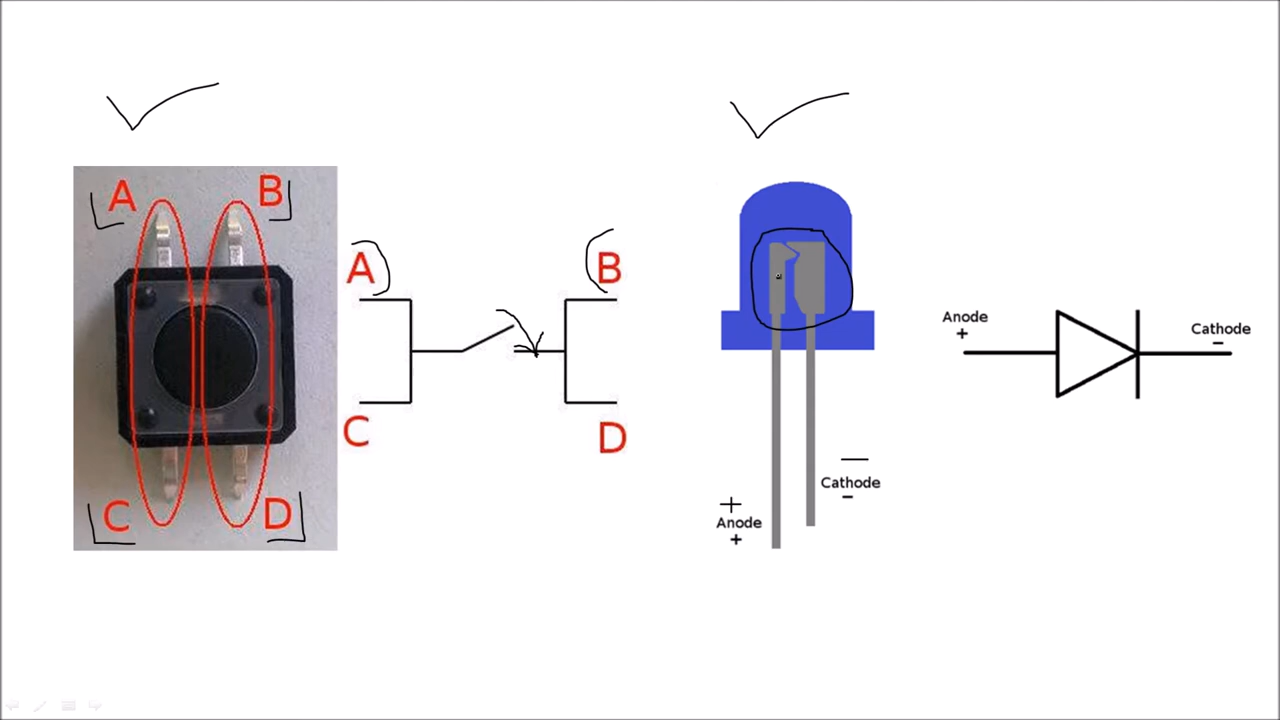 A B
C D
A
C
B
D
+
Anode
+
—
Cathode
-
Anode
+
Cathode
-